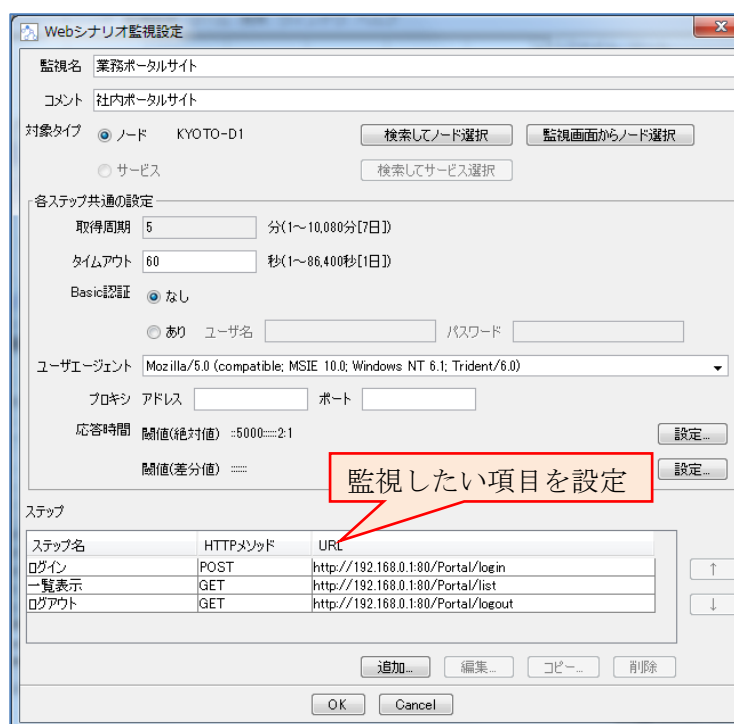 Webシナリオ監視設定
監視名 業務ポータルサイト
コメント 社内ポータルサイト
対象タイプ ノード KYOTO-D1 検索してノード選択 監視画面からノード選択
サービス 検索してサービス選択
各ステップ共通の設定
取得周期 5 分(1～10,080分[7日])
タイムアウト 60 秒(1～86,400秒[1日])
Basic認証 なし
あり ユーザ名 パスワード
ユーザエージェント Mozilla/5.0 (compatible; MSIE 10.0; Windows NT 6.1; Trident/6.0)
プロキシ アドレス ポート
応答時間 閾値(絶対値) ::5000:::::2:1 設定...
閾値(差分値) ::::::: 設定...
監視したい項目を設定
ステップ
ステップ名 HTTPメソッド URL
ログイン POST http://192.168.0.1:80/Portal/login
一覧表示 GET http://192.168.0.1:80/Portal/list
ログアウト GET http://192.168.0.1:80/Portal/logout
↑
↓
追加... 編集... コピー... 削除
OK Cancel